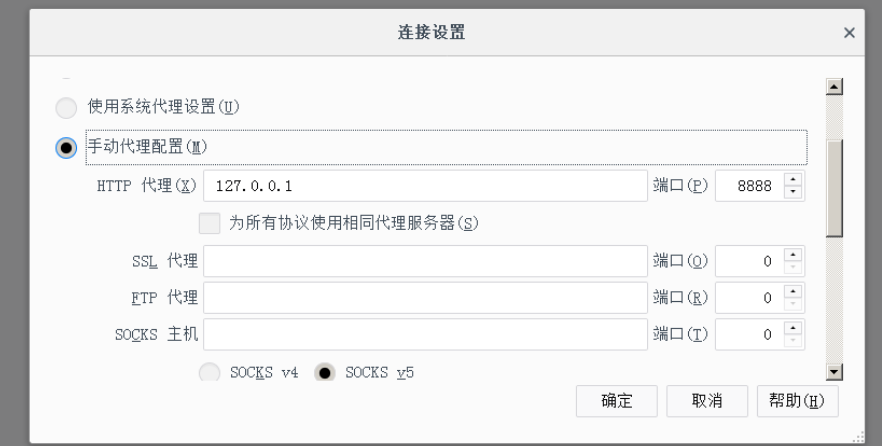 连接设置
使用系统代理设置(U)
手动代理配置(M)
HTTP 代理(X) 127.0.0.1 端口(P) 8888
为所有协议使用相同代理服务器(S)
SSL 代理 端口(O) 0
FTP 代理 端口(R) 0
SOCKS 主机 端口(T) 0
SOCKS v4 SOCKS v5
确定 取消 帮助(H)